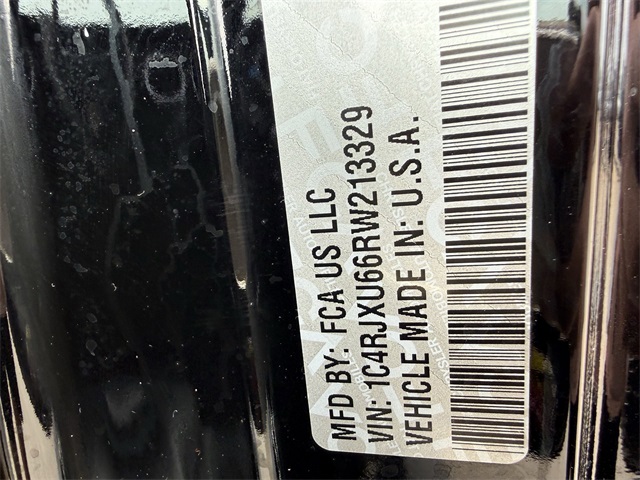 MFD BY: FCA US LLC
VIN: 1C4RJXU66RW213329
VEHICLE MADE IN: U.S.A.